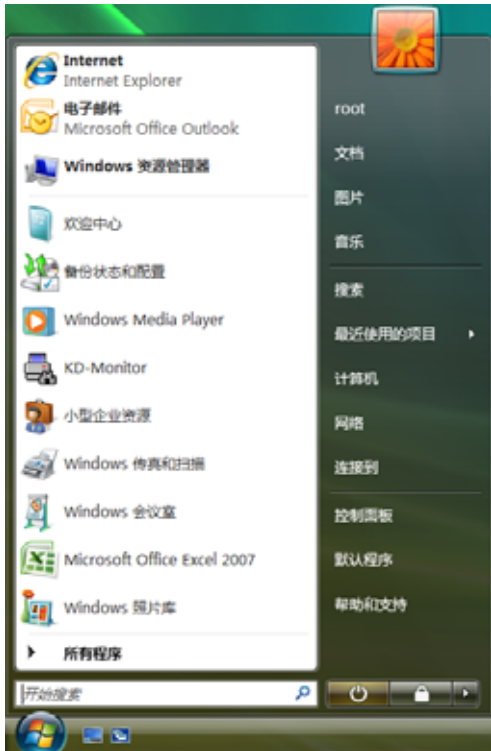 Internet
Internet Explorer
电子邮件
Microsoft Office Outlook
Windows 资源管理器
欢迎中心
备份状态和配置
Windows Media Player
KD-Monitor
小型企业资源
Windows 传真和扫描
Windows 会议室
Microsoft Office Excel 2007
Windows 照片库
所有程序
开始搜索
root
文档
图片
音乐
搜索
最近使用的项目
计算机
网络
连接到
控制面板
默认程序
帮助和支持